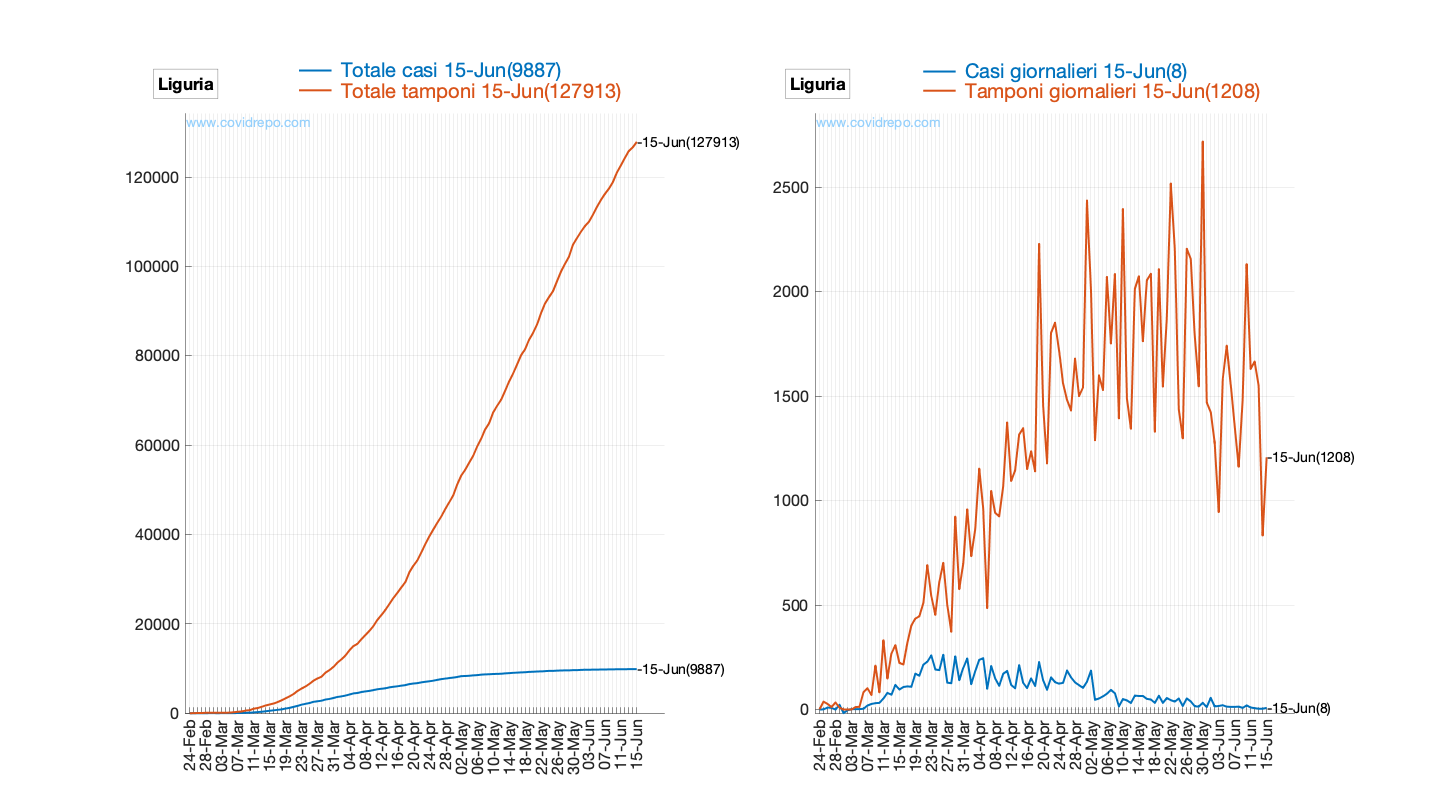 Liguria
Totale casi 15-Jun(9887)
Totale tamponi 15-Jun(127913)
www.covidrepo.com
15-Jun(127913)
120000
100000
80000
60000
40000
20000
0
15-Jun(9887)
24-Feb
28-Feb
03-Mar
07-Mar
11-Mar
15-Mar
19-Mar
23-Mar
27-Mar
31-Mar
04-Apr
08-Apr
12-Apr
16-Apr
20-Apr
24-Apr
28-Apr
02-May
06-May
10-May
14-May
18-May
22-May
26-May
30-May
03-Jun
07-Jun
11-Jun
15-Jun
Liguria
Casi giornalieri 15-Jun(8)
Tamponi giornalieri 15-Jun(1208)
www.covidrepo.com
2500
2000
1500
1000
500
0
15-Jun(1208)
15-Jun(8)
24-Feb
28-Feb
03-Mar
07-Mar
11-Mar
15-Mar
19-Mar
23-Mar
27-Mar
31-Mar
04-Apr
08-Apr
12-Apr
16-Apr
20-Apr
24-Apr
28-Apr
02-May
06-May
10-May
14-May
18-May
22-May
26-May
30-May
03-Jun
07-Jun
11-Jun
15-Jun